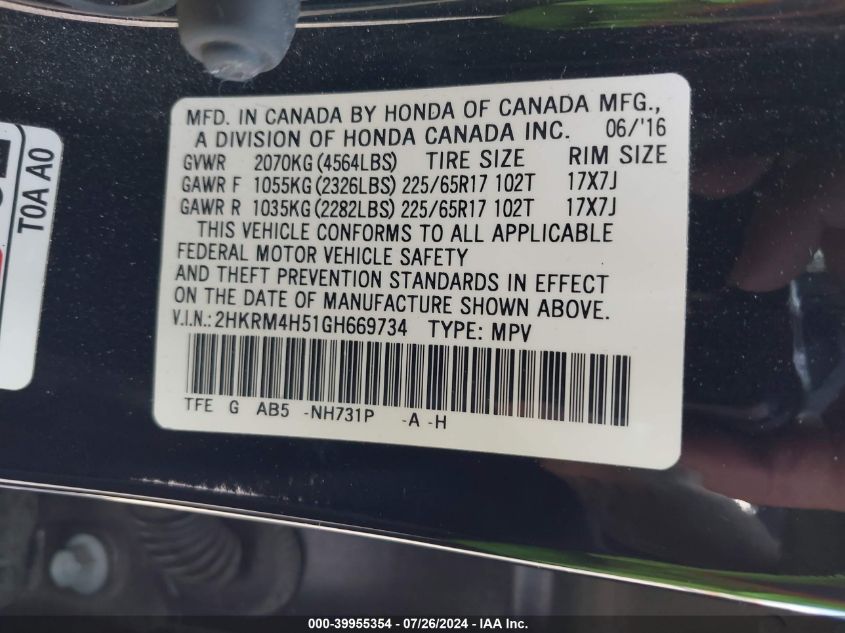 MFD. IN CANADA BY HONDA OF CANADA MFG.,
A DIVISION OF HONDA CANADA INC. 06/'16
GVWR 2070KG (4564LBS) TIRE SIZE RIM SIZE
GAWR F 1055KG (2326LBS) 225/65R17 102T 17X7J
GAWR R 1035KG (2282LBS) 225/65R17 102T 17X7J
THIS VEHICLE CONFORMS TO ALL APPLICABLE
FEDERAL MOTOR VEHICLE SAFETY
AND THEFT PREVENTION STANDARDS IN EFFECT
ON THE DATE OF MANUFACTURE SHOWN ABOVE.
V.I.N.: 2HKRM4H51GH669734 TYPE: MPV
TFE G AB5 -NH731P -A -H
T0A A0
000-39955354 / 07/26/2024 - IAA Inc.